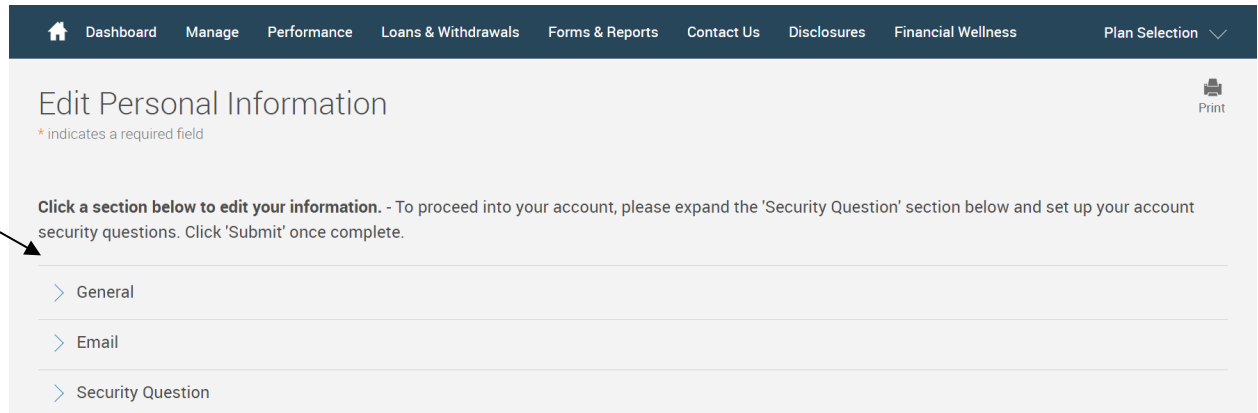 Dashboard Manage Performance Loans & Withdrawals Forms & Reports Contact Us Disclosures Financial Wellness Plan Selection
Edit Personal Information
Print
* indicates a required field
Click a section below to edit your information. - To proceed into your account, please expand the 'Security Question' section below and set up your account
security questions. Click 'Submit' once complete.
General
Email
Security Question